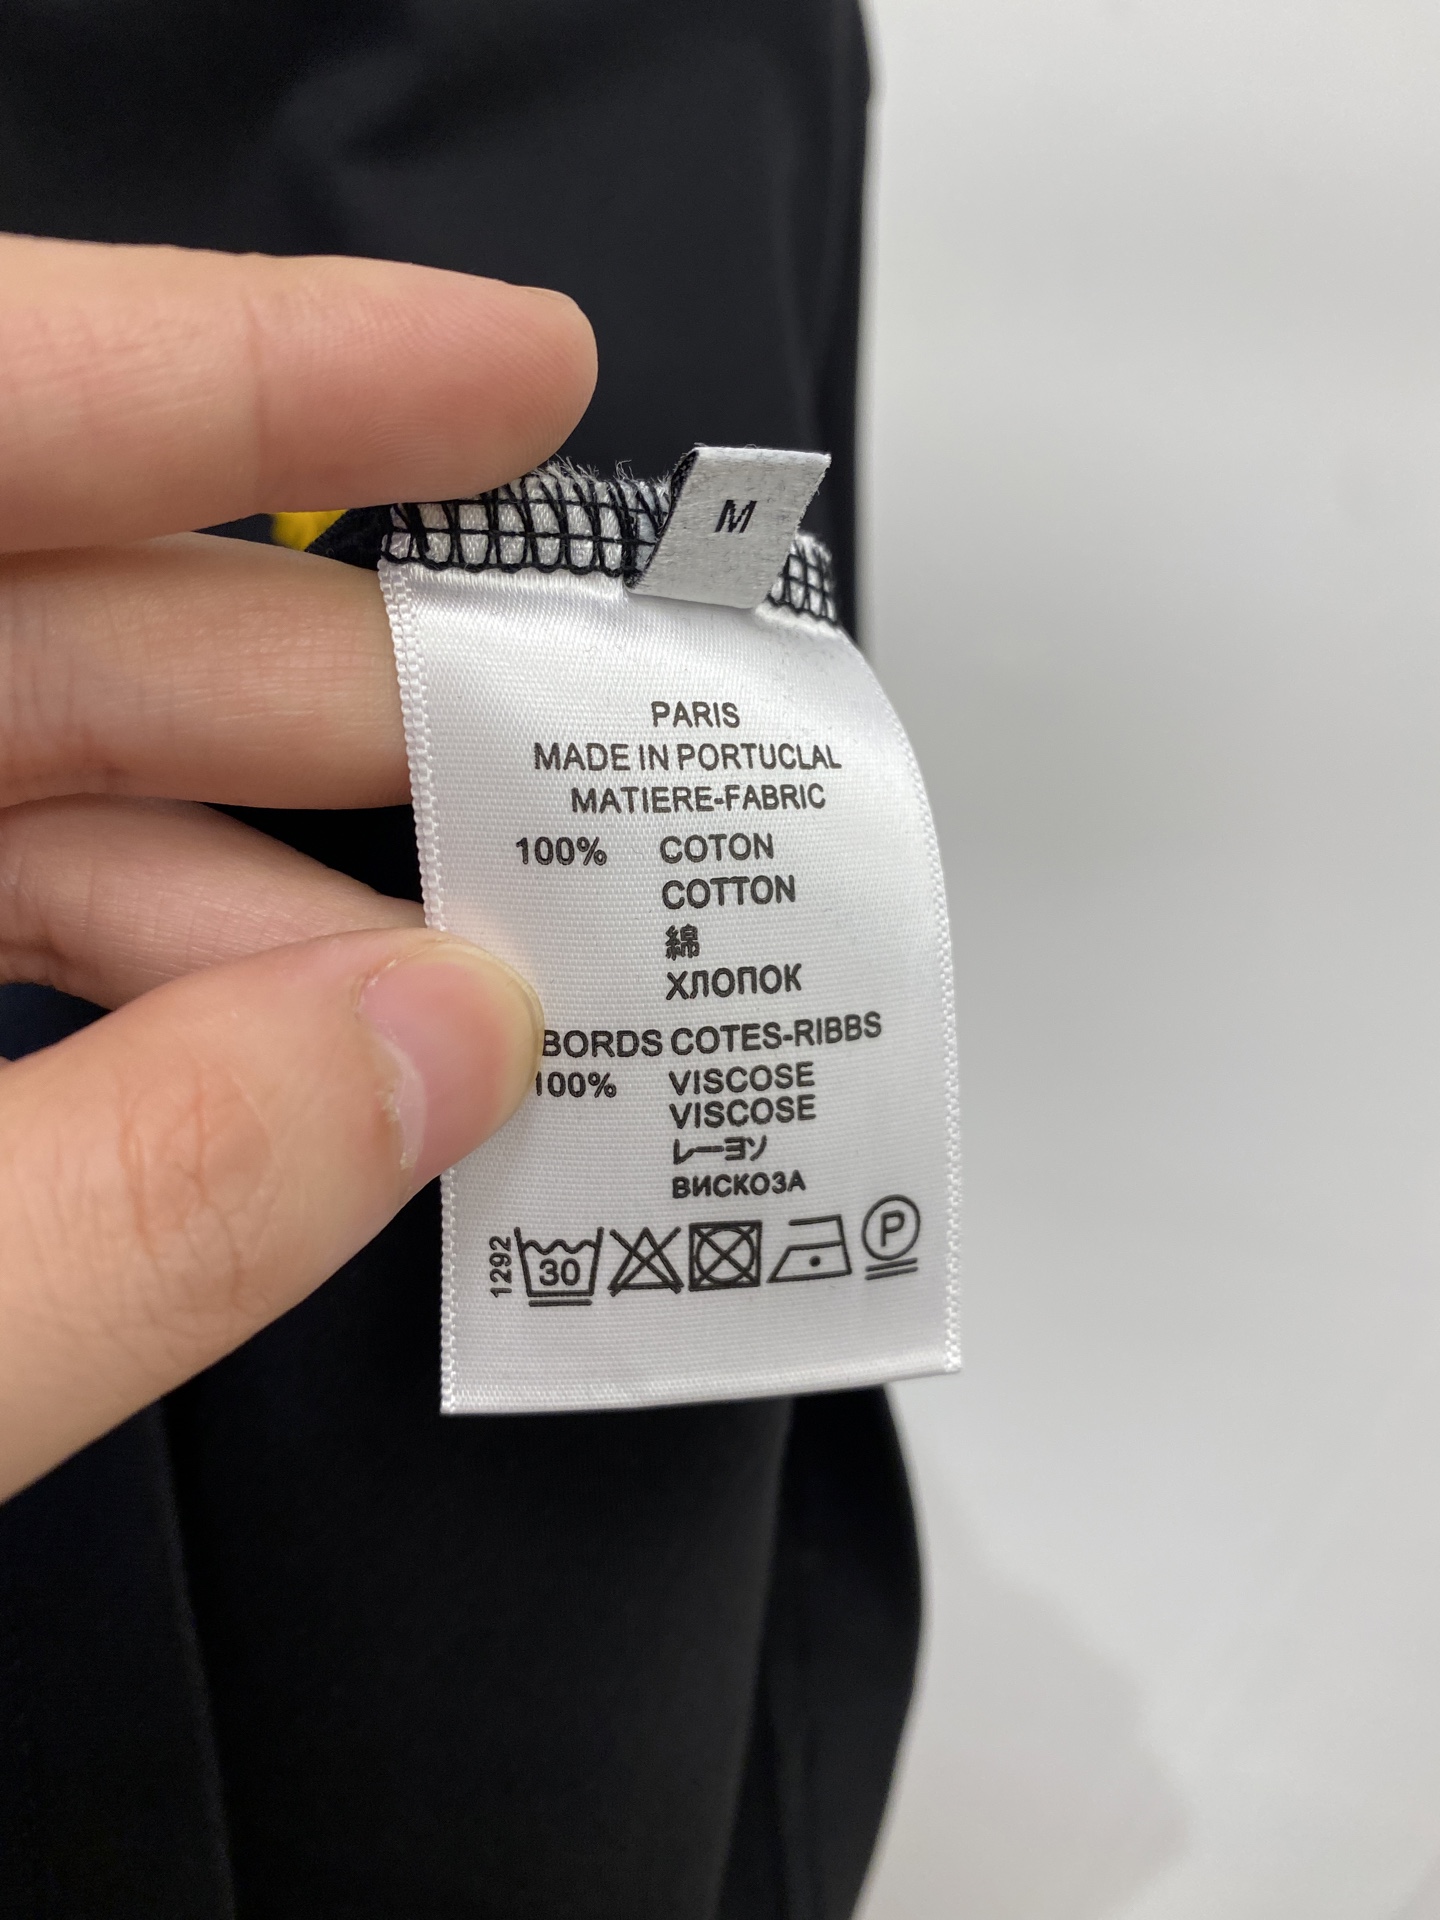 M
PARIS
MADE IN PORTUCLAL
MATIERE-FABRIC
100% COTON
COTTON
綿
ХЛОПОК
BORDS COTES-RIBBS
100% VISCOSE
VISCOSE
レーヨソ
ВИСКОЗА
1292 30 P